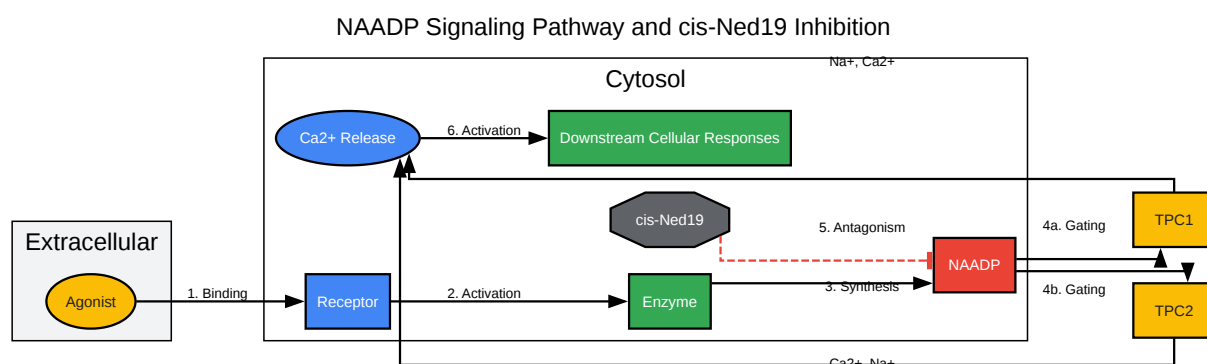 NAADP Signaling Pathway and cis-Ned19 Inhibition
Na+, Ca2+
Cytosol
Ca2+ Release
6. Activation
Downstream Cellular Responses
cis-Ned19
5. Antagonism
4a. Gating
TPC1
Extracellular
NAADP
Agonist
1. Binding
Receptor
2. Activation
Enzyme
3. Synthesis
4b. Gating
TPC2
Ca2+, Na+